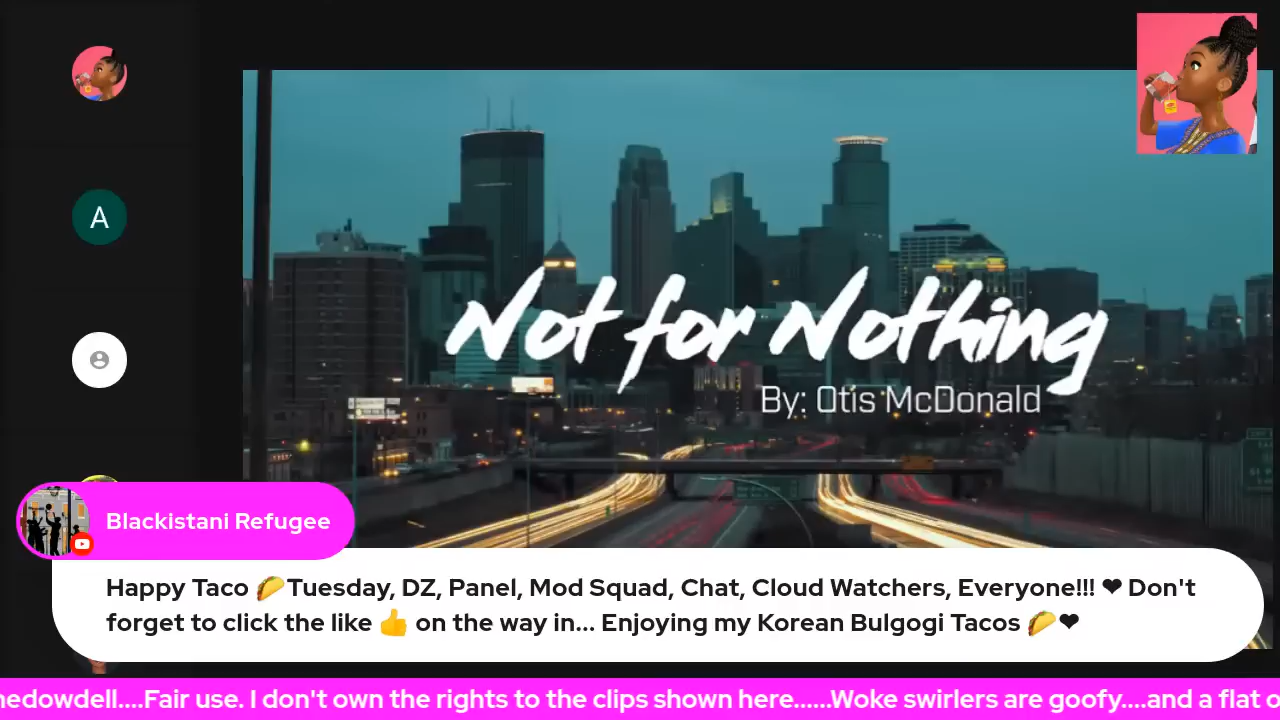 A
Not for Nothing
By: Otis McDonald
Blackistani Refugee
Happy Taco 🌮Tuesday, DZ, Panel, Mod Squad, Chat, Cloud Watchers, Everyone!!! ❤ Don't
forget to click the like 👍 on the way in... Enjoying my Korean Bulgogi Tacos 🌮❤
hedowdell....Fair use. I don't own the rights to the clips shown here......Woke swirlers are goofy....and a flat